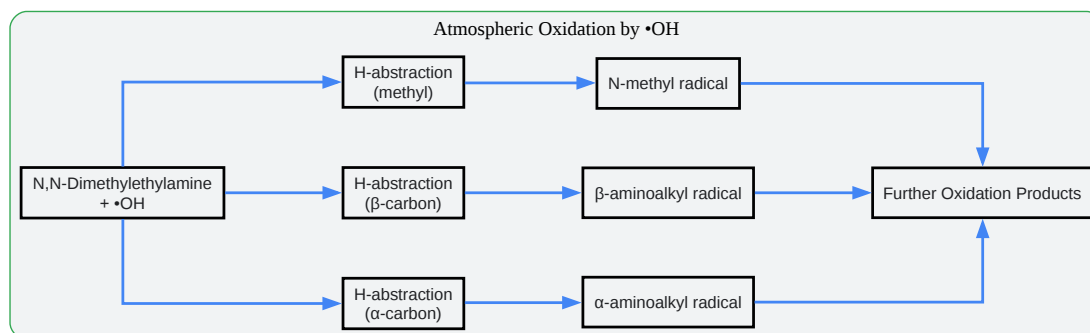 Atmospheric Oxidation by •OH
H-abstraction
(methyl)
N-methyl radical
N,N-Dimethylethylamine
+ •OH
H-abstraction
(β-carbon)
β-aminoalkyl radical
Further Oxidation Products
H-abstraction
(α-carbon)
α-aminoalkyl radical